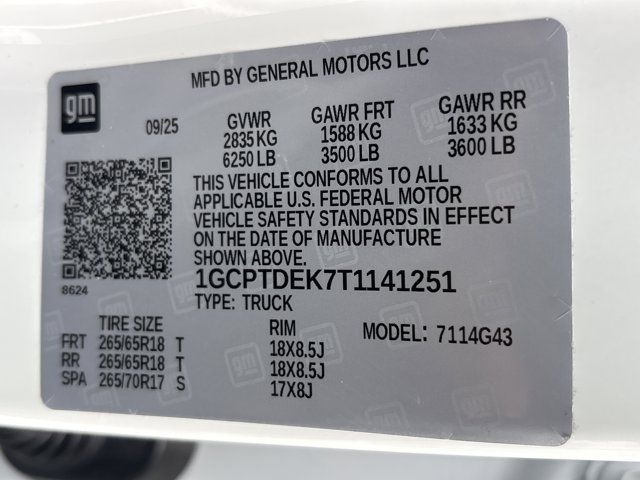 gm
MFD BY GENERAL MOTORS LLC
09/25 GVWR GAWR FRT GAWR RR
2835 KG 1588 KG 1633 KG
6250 LB 3500 LB 3600 LB
THIS VEHICLE CONFORMS TO ALL
APPLICABLE U.S. FEDERAL MOTOR
VEHICLE SAFETY STANDARDS IN EFFECT
ON THE DATE OF MANUFACTURE
SHOWN ABOVE.
8624
1GCPTDEK7T1141251
TYPE: TRUCK
TIRE SIZE RIM MODEL: 7114G43
FRT 265/65R18 T 18X8.5J
RR 265/65R18 T 18X8.5J
SPA 265/70R17 S 17X8J